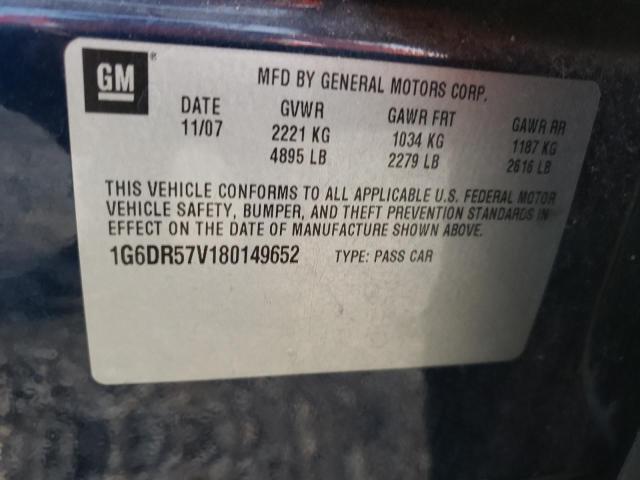 GM®
MFD BY GENERAL MOTORS CORP.
DATE GVWR GAWR FRT GAWR RR
11/07 2221 KG 1034 KG 1187 KG
4895 LB 2279 LB 2616 LB
THIS VEHICLE CONFORMS TO ALL APPLICABLE U.S. FEDERAL MOTOR
VEHICLE SAFETY, BUMPER, AND THEFT PREVENTION STANDARDS IN
EFFECT ON THE DATE OF MANUFACTURE SHOWN ABOVE.
1G6DR57V180149652 TYPE: PASS CAR